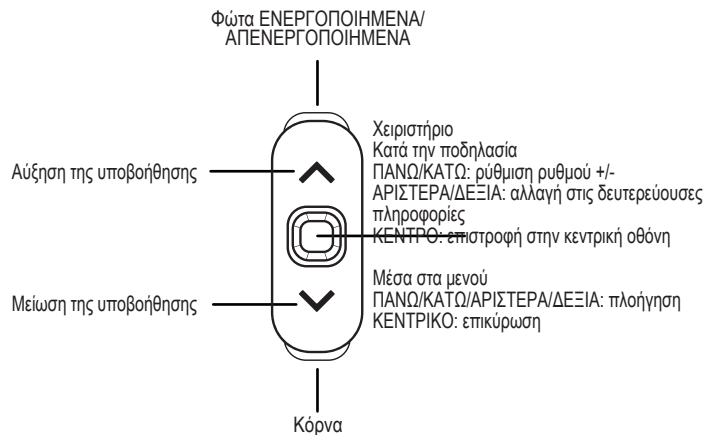 Φώτα ΕΝΕΡΓΟΠΟΙΗΜΕΝΑ/
ΑΠΕΝΕΡΓΟΠΟΙΗΜΕΝΑ
Αύξηση της υποβοήθησης
Μείωση της υποβοήθησης
Χειριστήριο
Κατά την ποδηλασία
ΠΑΝΩ/ΚΑΤΩ: ρύθμιση ρυθμού +/-
ΑΡΙΣΤΕΡΑ/ΔΕΞΙΑ: αλλαγή στις δευτερεύουσες
πληροφορίες
ΚΕΝΤΡΟ: επιστροφή στην κεντρική οθόνη
Μέσα στα μενού
ΠΑΝΩ/ΚΑΤΩ/ΑΡΙΣΤΕΡΑ/ΔΕΞΙΑ: πλοήγηση
ΚΕΝΤΡΙΚΟ: επικύρωση
Κόρνα